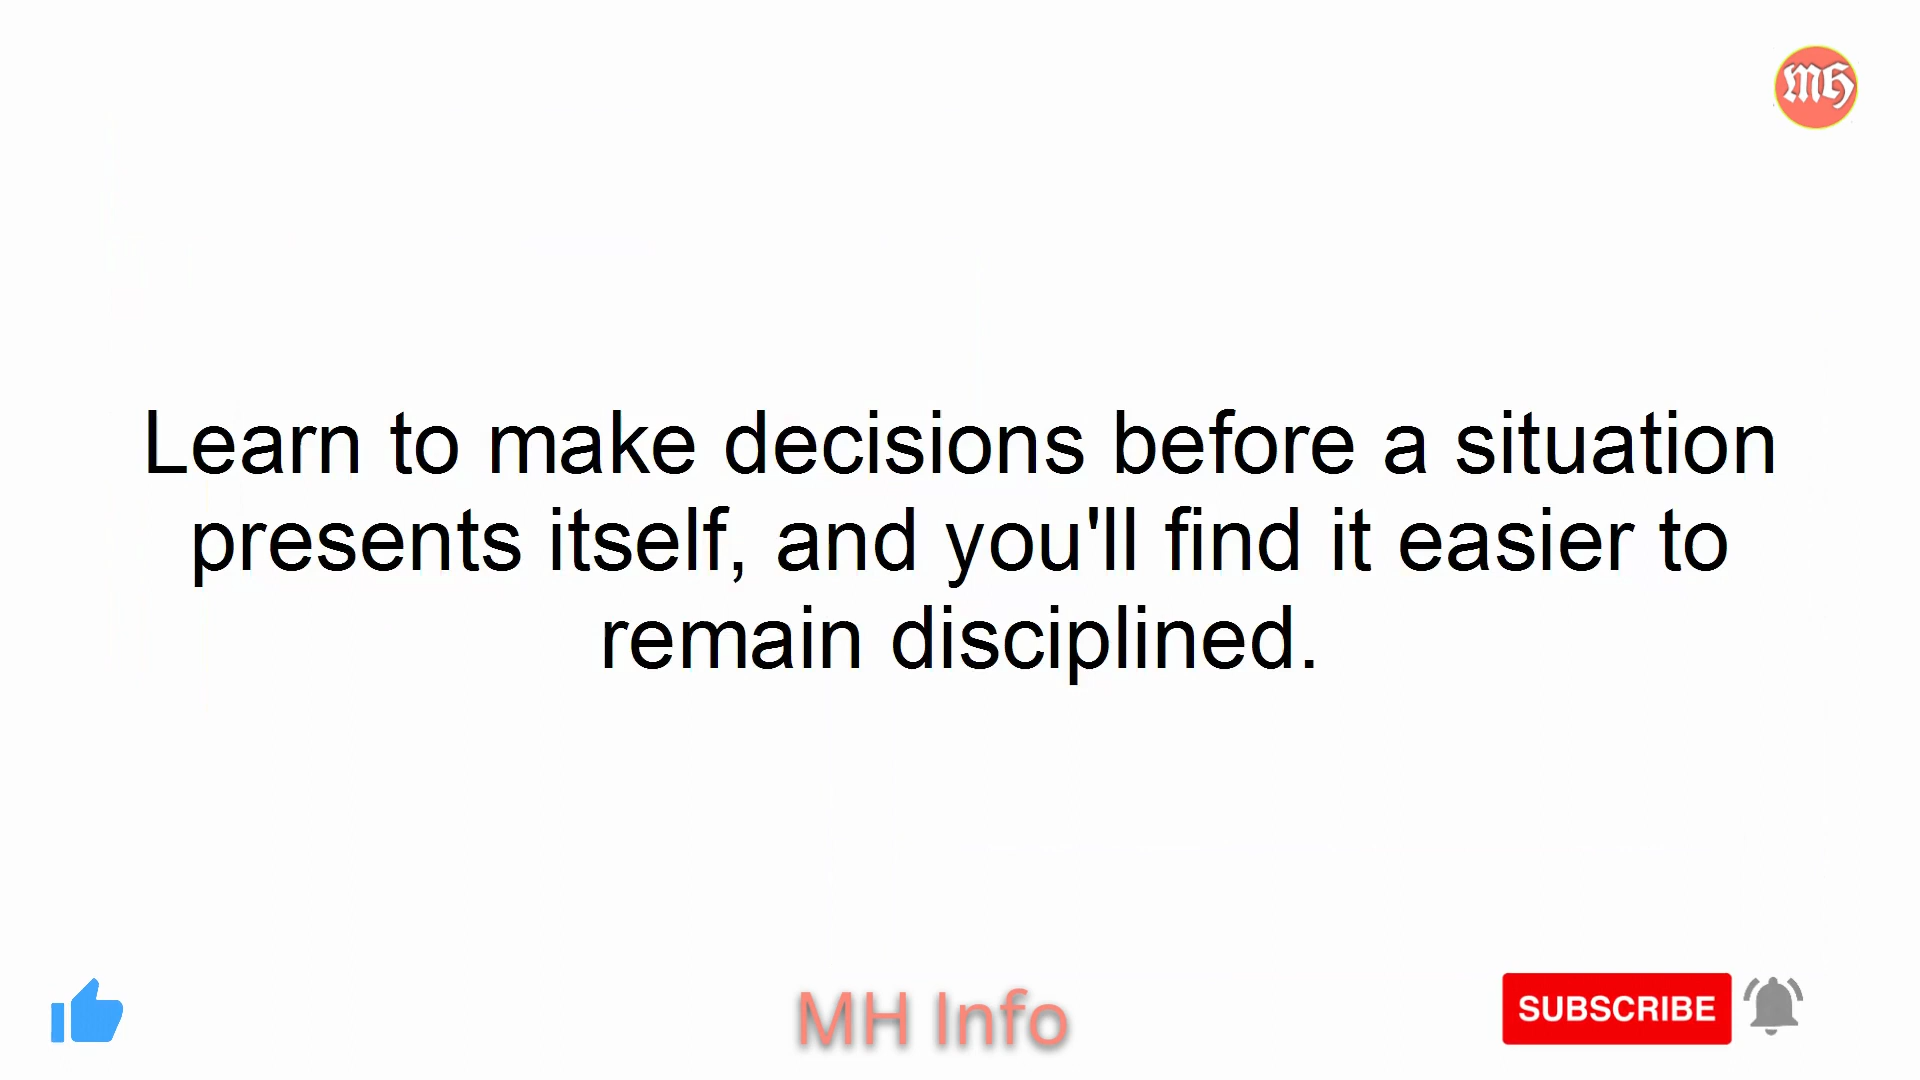 MH
Learn to make decisions before a situation
presents itself, and you'll find it easier to
remain disciplined.
MH Info
SUBSCRIBE